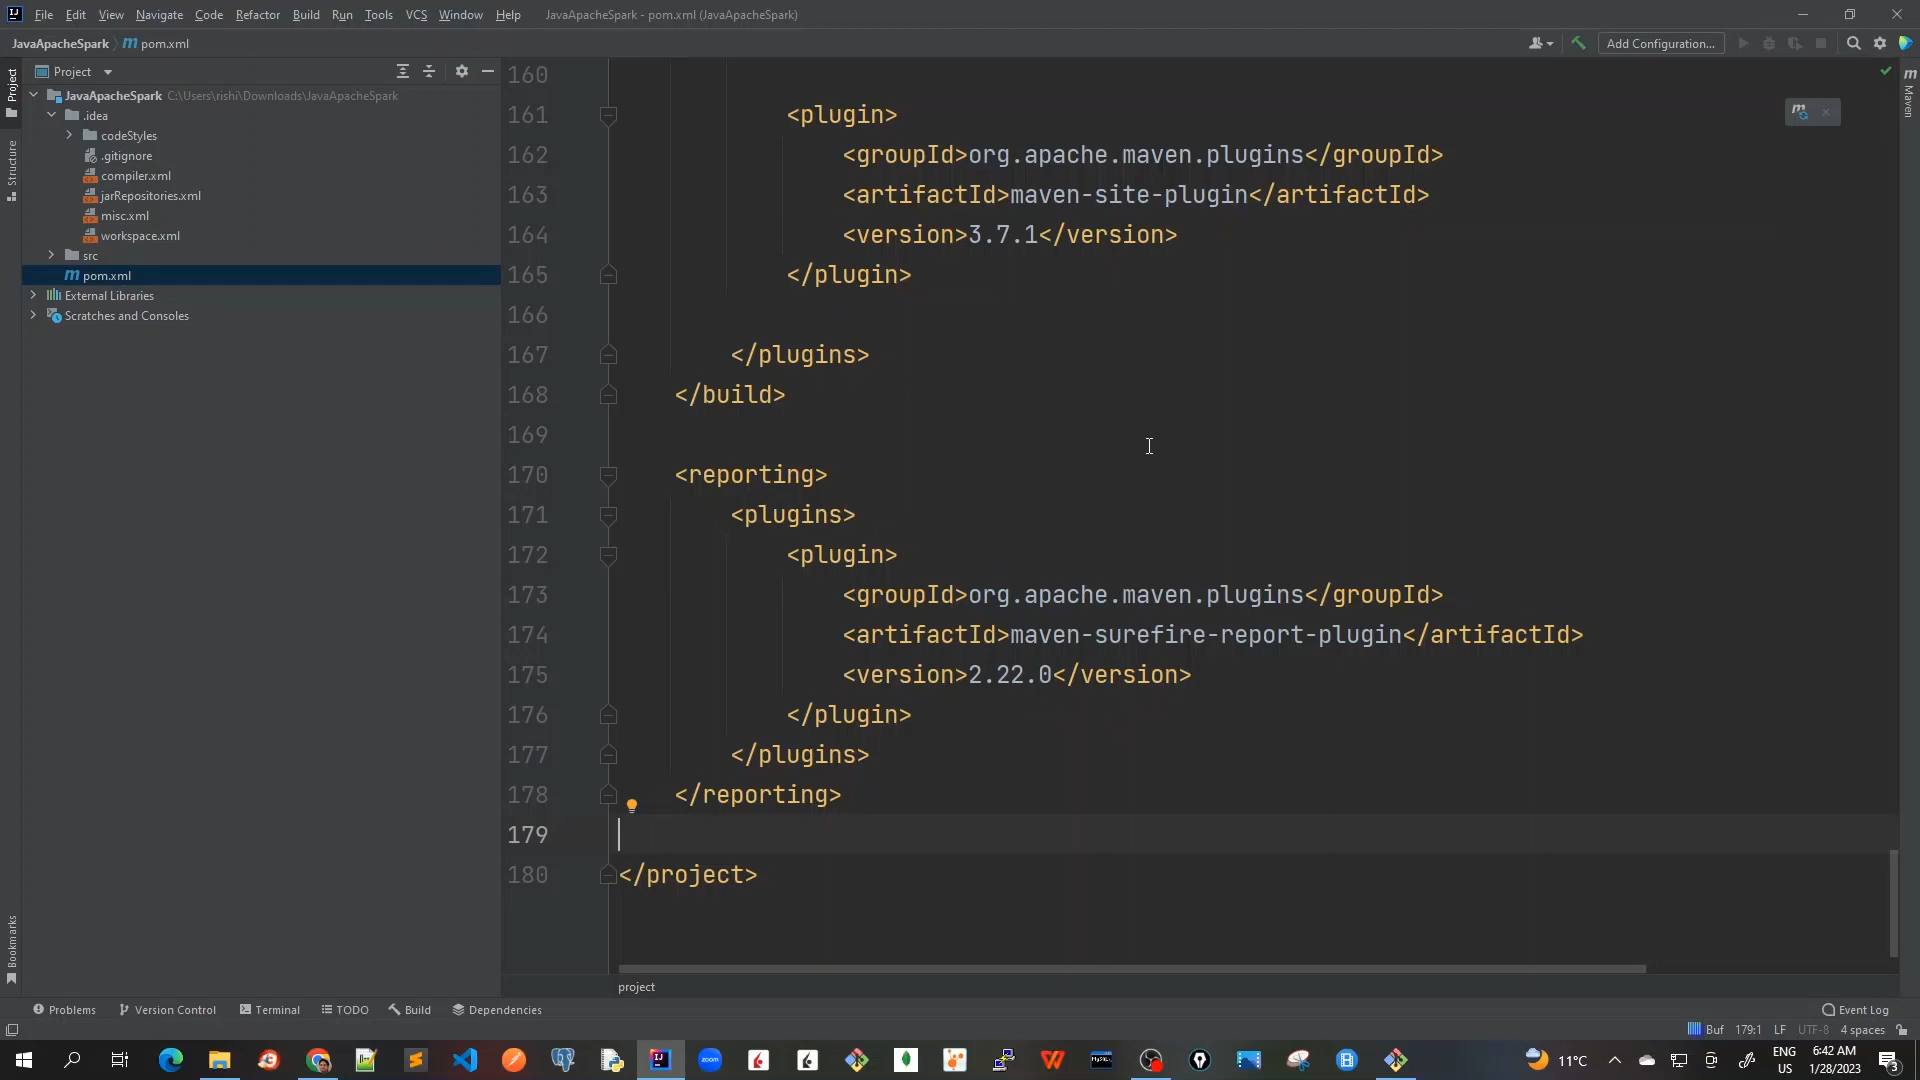 File Edit View Navigate Code Refactor Build Run Tools VCS Window Help JavaApacheSpark - pom.xml (JavaApacheSpark)
JavaApacheSpark pom.xml
Add Configuration...
Project
JavaApacheSpark C:\Users\rishi\Downloads\JavaApacheSpark
.idea
codeStyles
.gitignore
compiler.xml
jarRepositories.xml
misc.xml
workspace.xml
src
pom.xml
External Libraries
Scratches and Consoles
Project
Structure
Bookmarks
160
161 <plugin>
162 <groupId>org.apache.maven.plugins</groupId>
163 <artifactId>maven-site-plugin</artifactId>
164 <version>3.7.1</version>
165 </plugin>
166
167 </plugins>
168 </build>
169
170 <reporting>
171 <plugins>
172 <plugin>
173 <groupId>org.apache.maven.plugins</groupId>
174 <artifactId>maven-surefire-report-plugin</artifactId>
175 <version>2.22.0</version>
176 </plugin>
177 </plugins>
178 </reporting>
179
180 </project>
Maven
project
Problems Version Control Terminal TODO Build Dependencies Event Log
Buf 179:1 LF UTF-8 4 spaces
zoom
11°C ENG 6:42 AM
US 1/28/2023 3